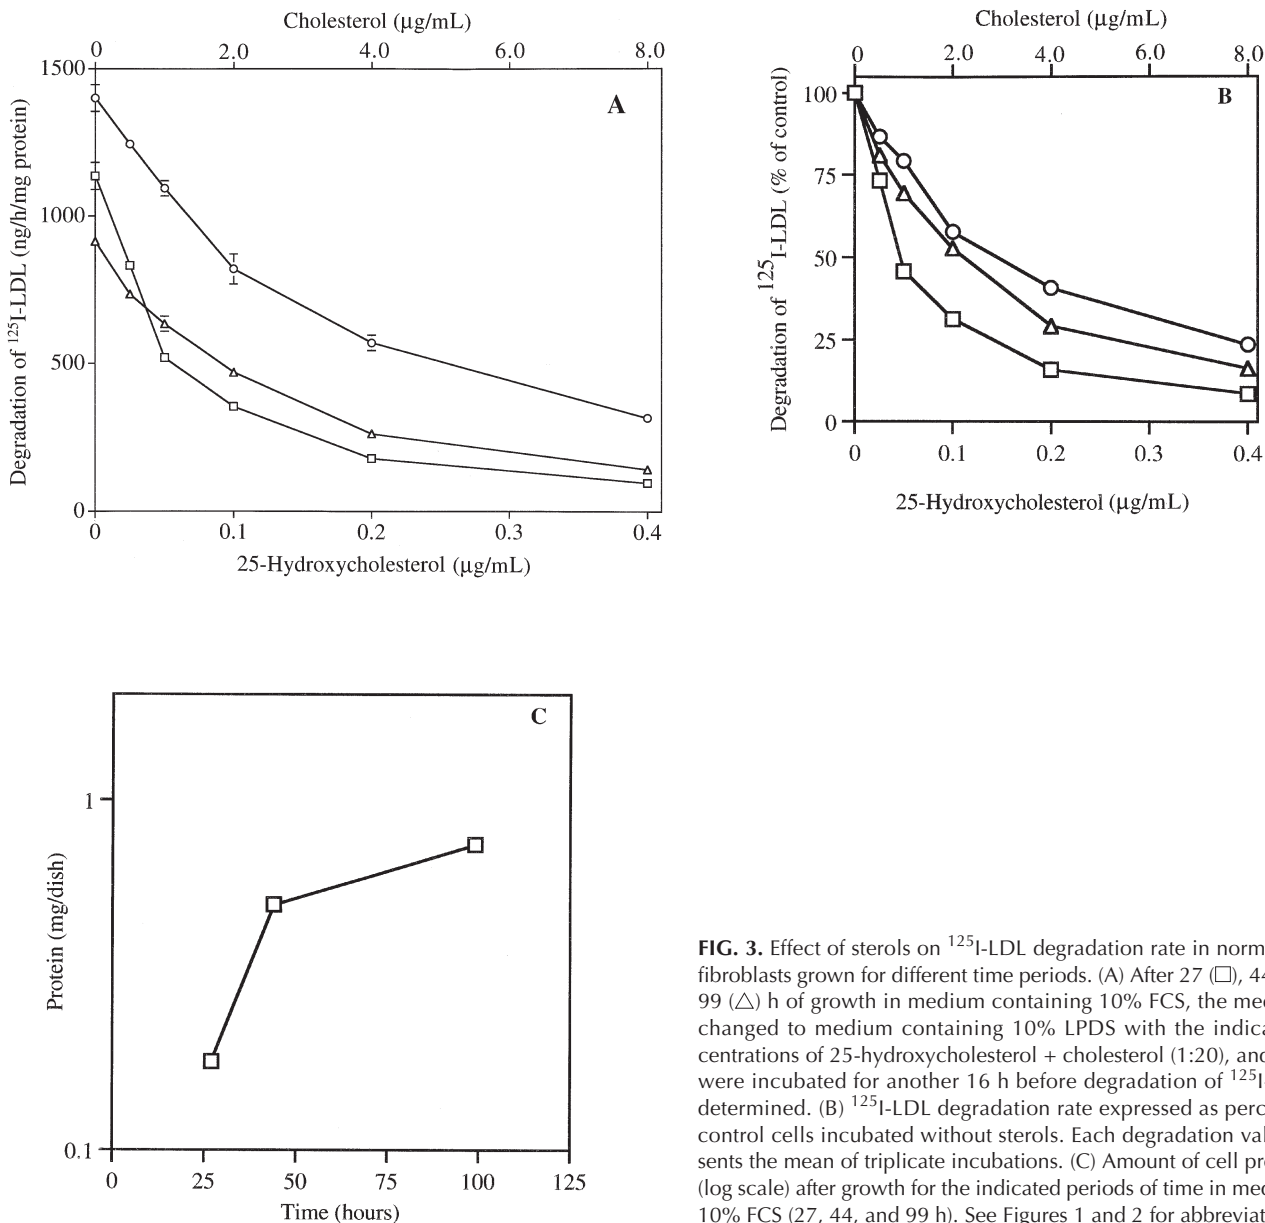 Cholesterol (µg/mL)
0 2.0 4.0 6.0 8.0
A
Degradation of 125I-LDL (ng/h/mg protein)
1500
1000
500
0
0 0.1 0.2 0.3 0.4
25-Hydroxycholesterol (µg/mL)
Cholesterol (µg/mL)
0 2.0 4.0 6.0 8.0
B
Degradation of 125I-LDL (% of control)
100
75
50
25
0
0 0.1 0.2 0.3 0.4
25-Hydroxycholesterol (µg/mL)
C
Protein (mg/dish)
1
0.1
0 25 50 75 100 125
Time (hours)
FIG. 3. Effect of sterols on 125I-LDL degradation rate in norm
fibroblasts grown for different time periods. (A) After 27 (□), 44
99 (△) h of growth in medium containing 10% FCS, the med
changed to medium containing 10% LPDS with the indica
centrations of 25-hydroxycholesterol + cholesterol (1:20), and
were incubated for another 16 h before degradation of 125I-
determined. (B) 125I-LDL degradation rate expressed as perc
control cells incubated without sterols. Each degradation val
sents the mean of triplicate incubations. (C) Amount of cell pr
(log scale) after growth for the indicated periods of time in med
10% FCS (27, 44, and 99 h). See Figures 1 and 2 for abbreviat